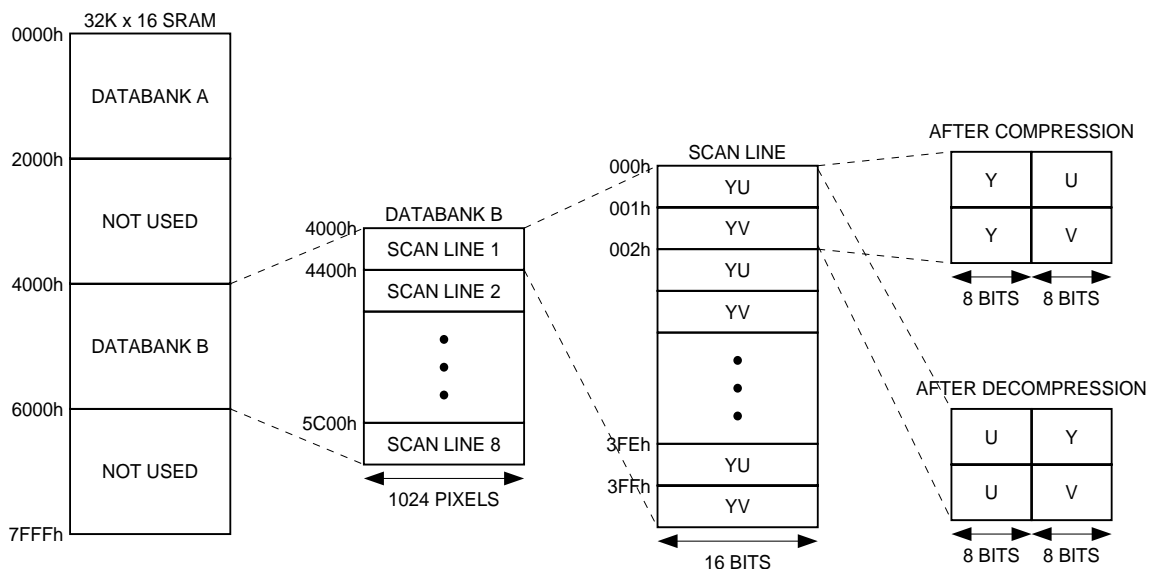 32K x 16 SRAM
0000h
DATABANK A
2000h
NOT USED
4000h
DATABANK B
6000h
NOT USED
7FFFh
DATABANK B
4000h
SCAN LINE 1
4400h
SCAN LINE 2
5C00h
SCAN LINE 8
1024 PIXELS
SCAN LINE
000h
YU
001h
YV
002h
YU
YV
3FEh
YU
3FFh
YV
16 BITS
AFTER COMPRESSION
Y U
Y V
8 BITS 8 BITS
AFTER DECOMPRESSION
U Y
U V
8 BITS 8 BITS